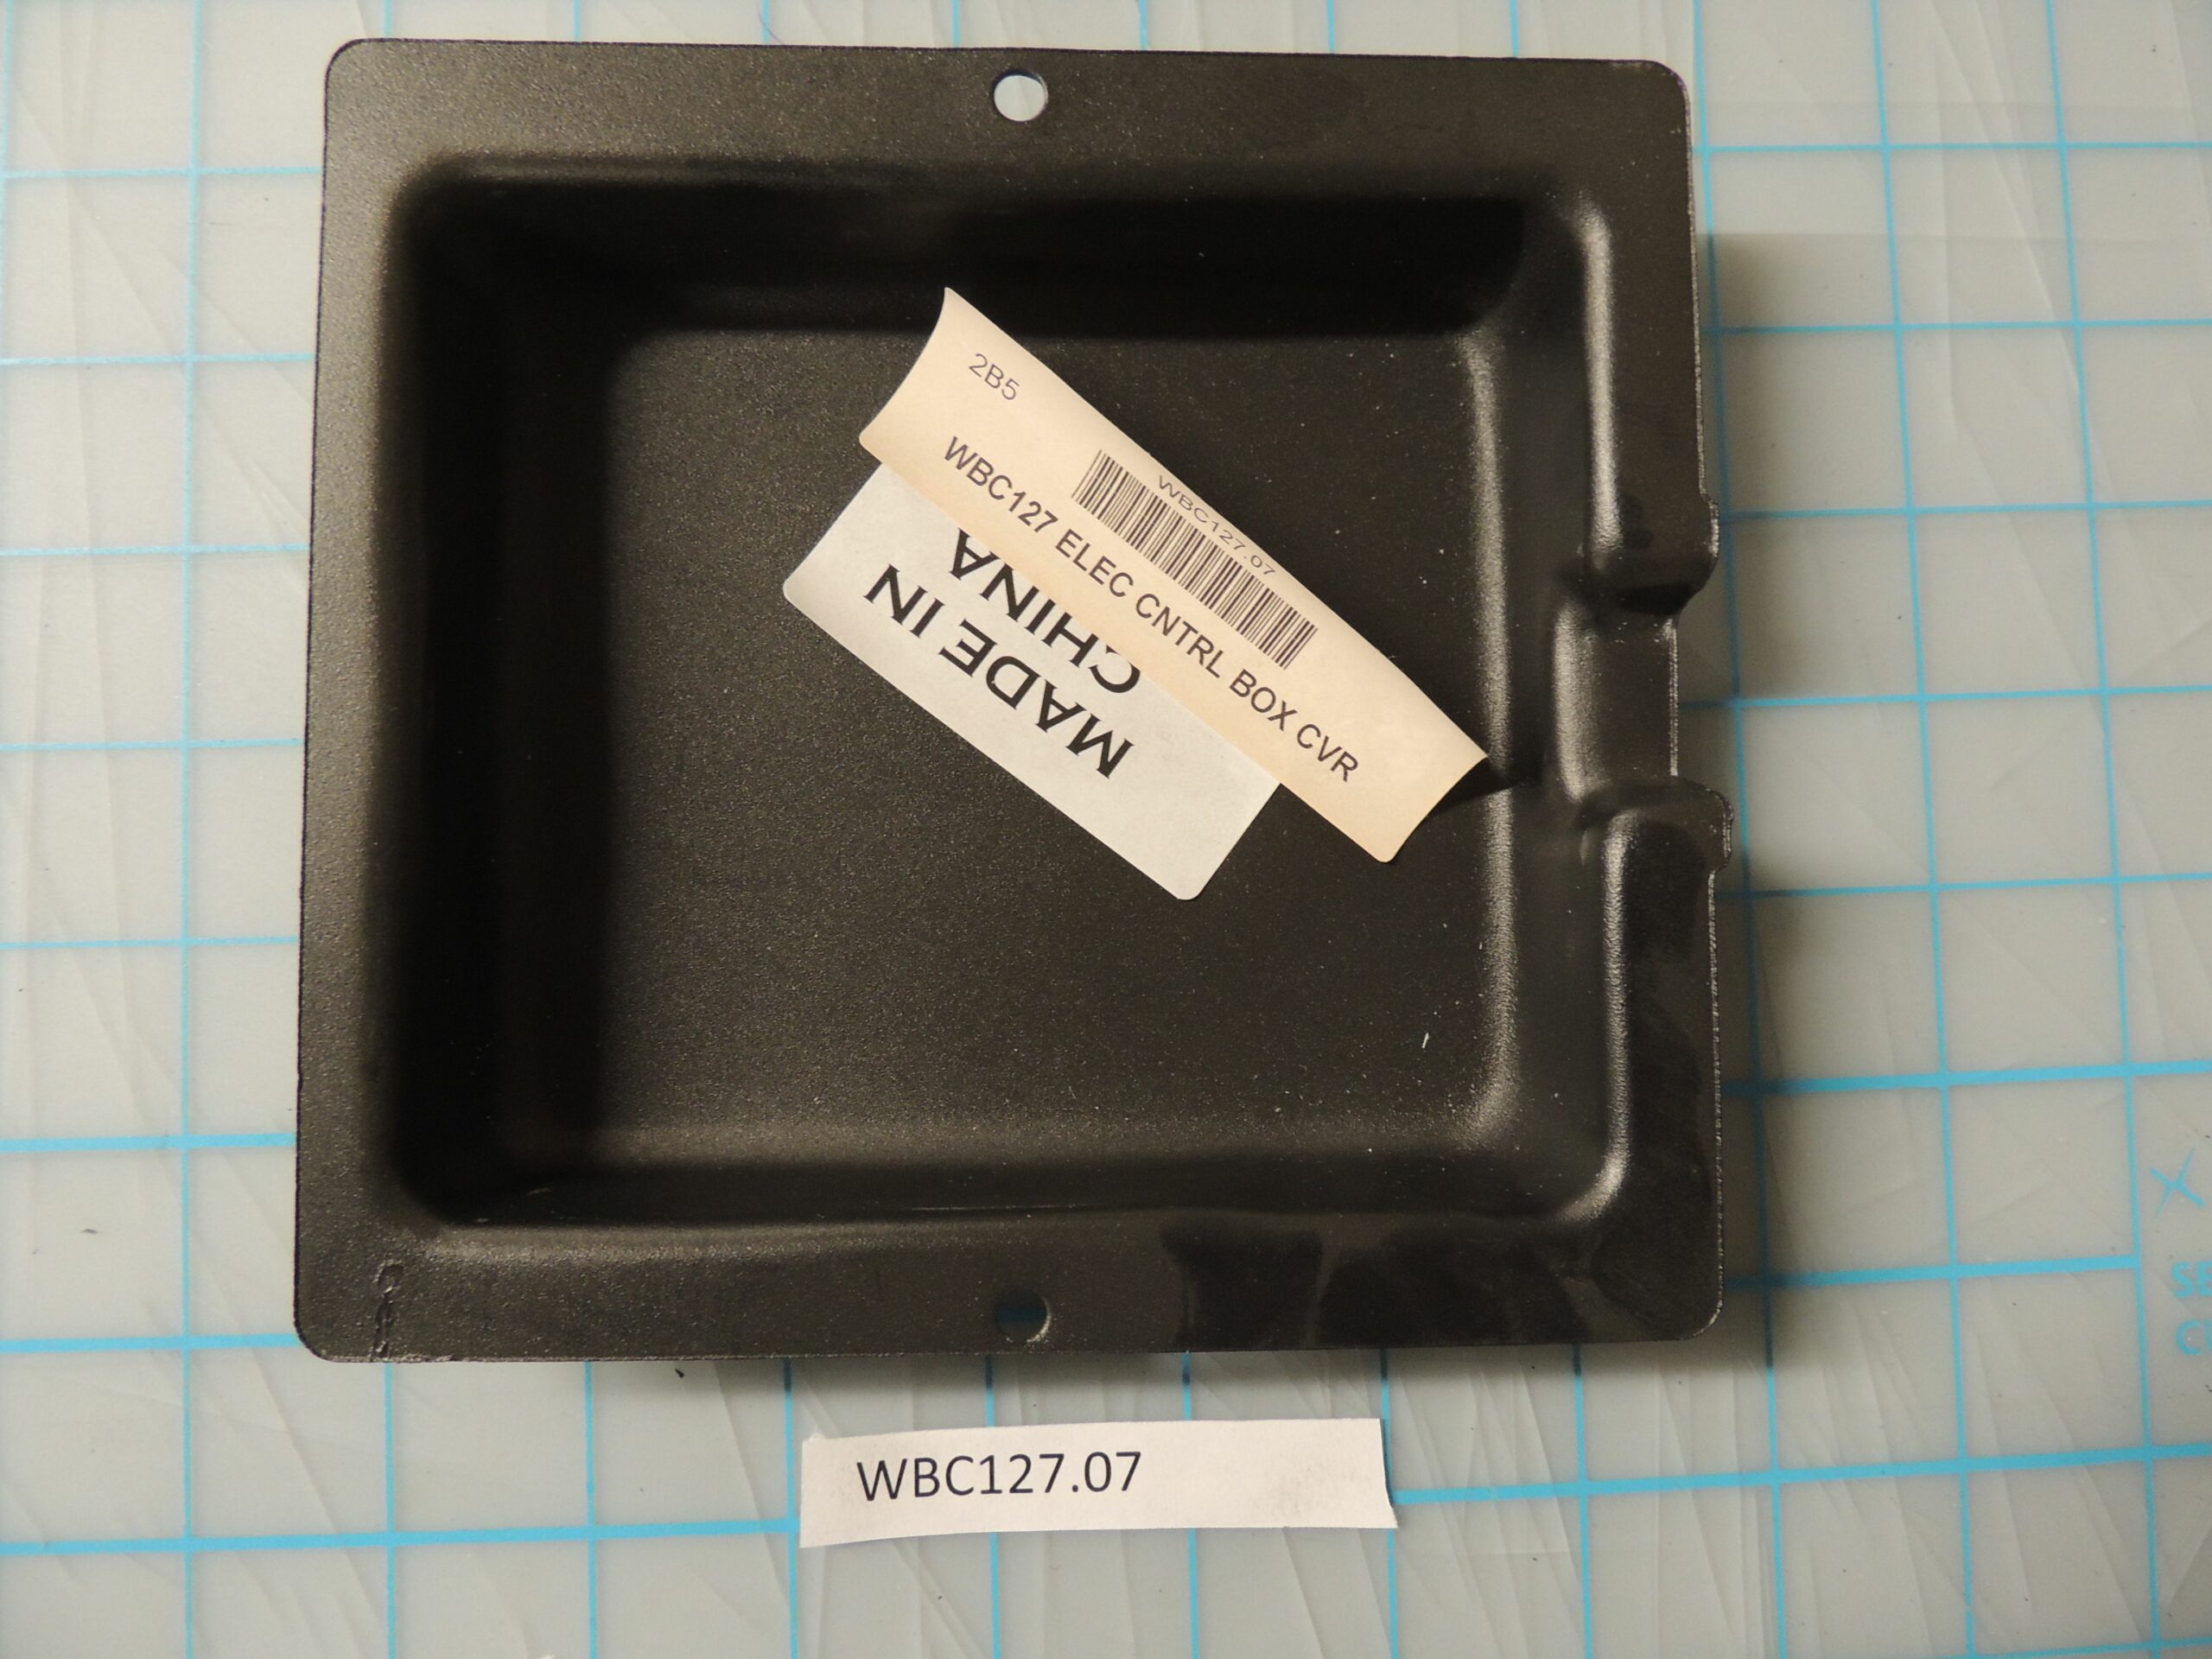 2B5
WBC127.07
WBC127 ELEC CNTRL BOX CVR
MADE IN
CHINA
WBC127.07